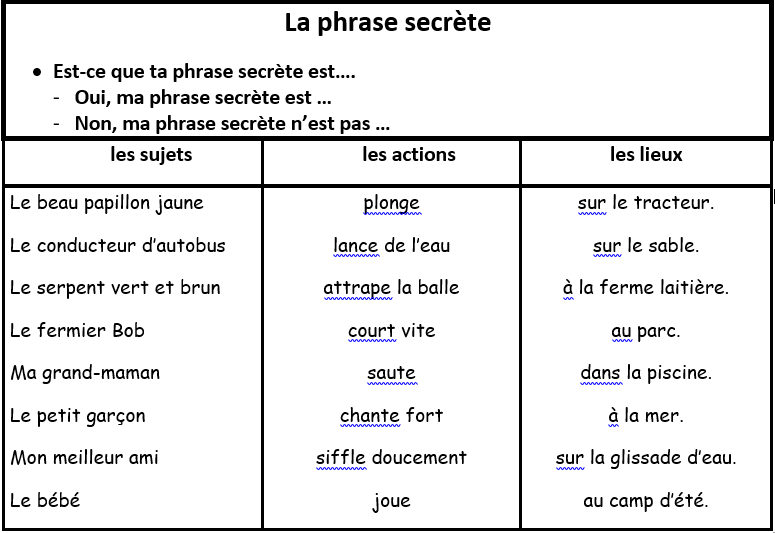 La phrase secrète
• Est-ce que ta phrase secrète est....
- Oui, ma phrase secrète est ...
- Non, ma phrase secrète n’est pas ...
les sujets les actions les lieux
Le beau papillon jaune plonge sur le tracteur.
Le conducteur d’autobus lance de l’eau sur le sable.
Le serpent vert et brun attrape la balle à la ferme laitière.
Le fermier Bob court vite au parc.
Ma grand-maman saute dans la piscine.
Le petit garçon chante fort à la mer.
Mon meilleur ami siffle doucement sur la glissade d’eau.
Le bébé joue au camp d’été.